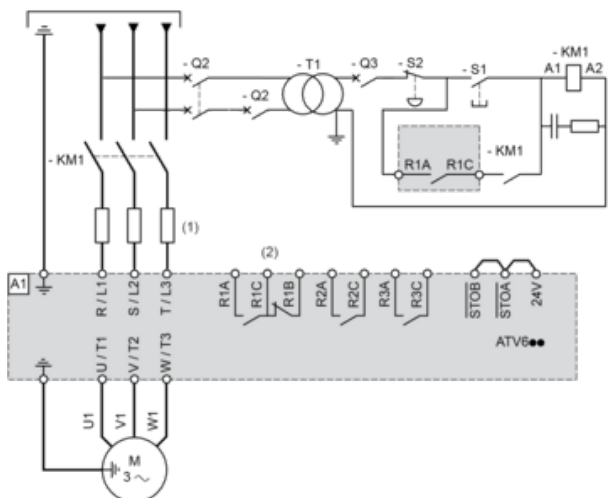 - Q2
- T1
- Q3
- S2
- S1
- KM1
A1
A2
- Q2
- KM1
R1A
R1C
- KM1
(1)
(2)
A1
R / L1
S / L2
T / L3
R1A
R1C
R1B
R2A
R2C
R3A
R3C
STOB
STOA
24V
ATV6●●
U / T1
V / T2
W / T3
U1
V1
W1
M
3 ~